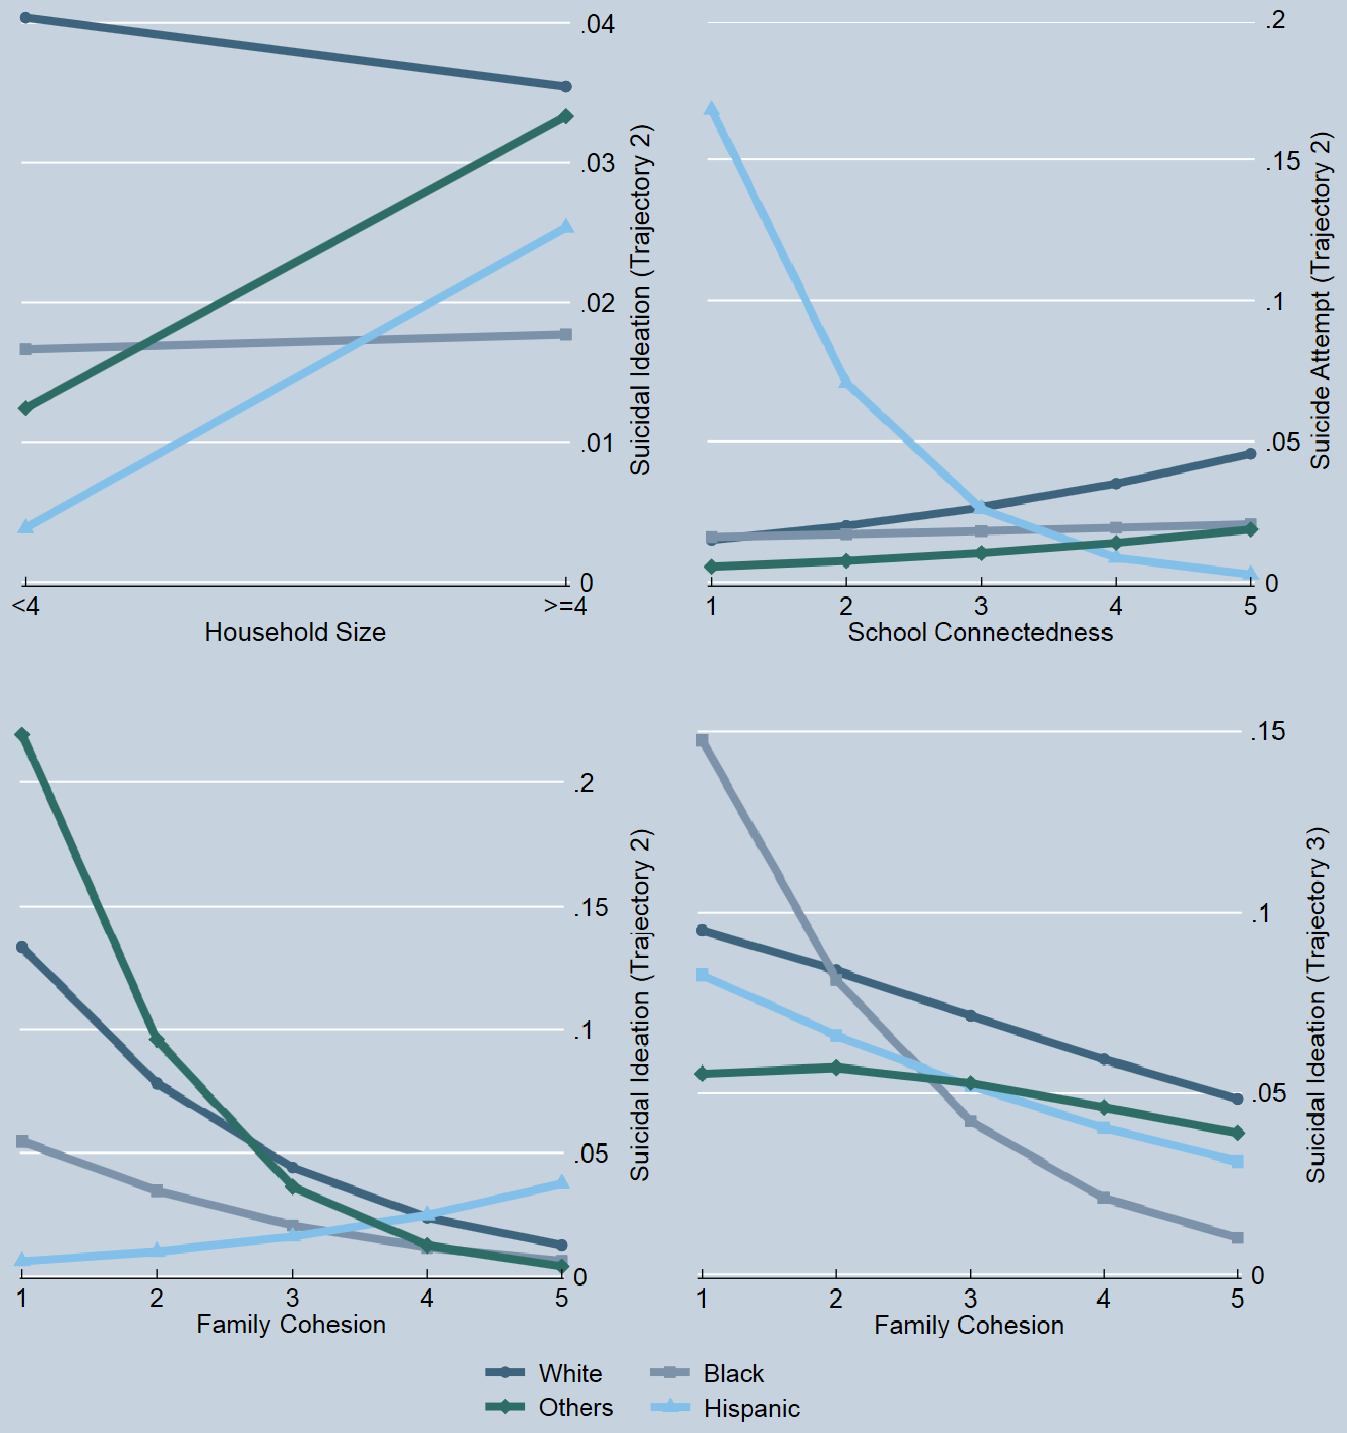 .04
.03
.02
.01
0
Suicidal Ideation (Trajectory 2)
<4
>=4
Household Size
.2
.15
.1
.05
0
Suicide Attempt (Trajectory 2)
1 2 3 4 5
School Connectedness
.2
.15
.1
.05
0
Suicidal Ideation (Trajectory 2)
1 2 3 4 5
Family Cohesion
.15
.1
.05
0
Suicidal Ideation (Trajectory 3)
1 2 3 4 5
Family Cohesion
White Black
Others Hispanic